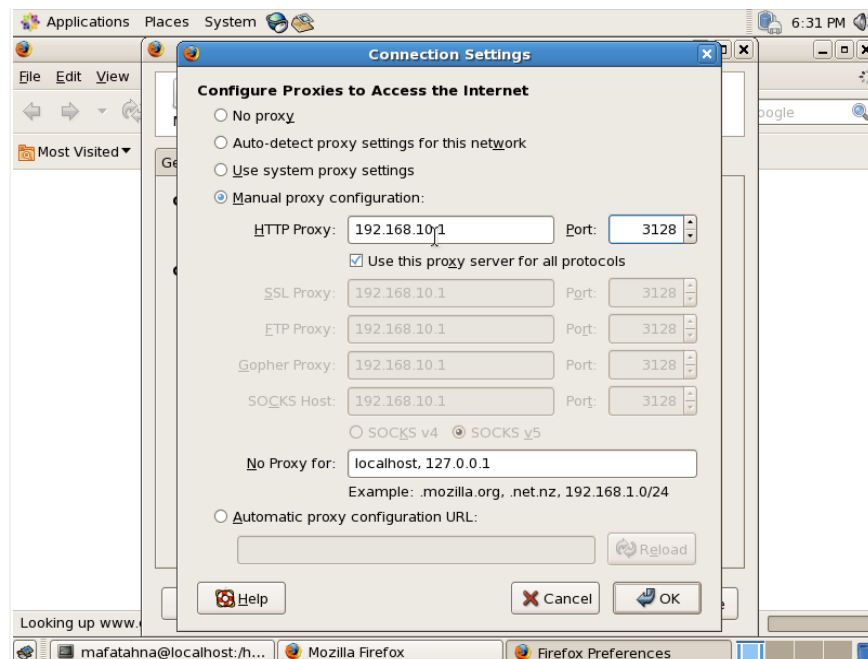 Applications Places System 6:31 PM
Connection Settings
File Edit View
Configure Proxies to Access the Internet
No proxy
Auto-detect proxy settings for this network
Use system proxy settings
Manual proxy configuration:
Most Visited
HTTP Proxy: 192.168.10.1 Port: 3128
Use this proxy server for all protocols
SSL Proxy: 192.168.10.1 Port: 3128
FTP Proxy: 192.168.10.1 Port: 3128
Gopher Proxy: 192.168.10.1 Port: 3128
SOCKS Host: 192.168.10.1 Port: 3128
SOCKS v4 SOCKS v5
No Proxy for: localhost, 127.0.0.1
Example: .mozilla.org, .net.nz, 192.168.1.0/24
Automatic proxy configuration URL:
Reload
Help Cancel OK
Looking up www.
mafatahna@localhost:/h... Mozilla Firefox Firefox Preferences